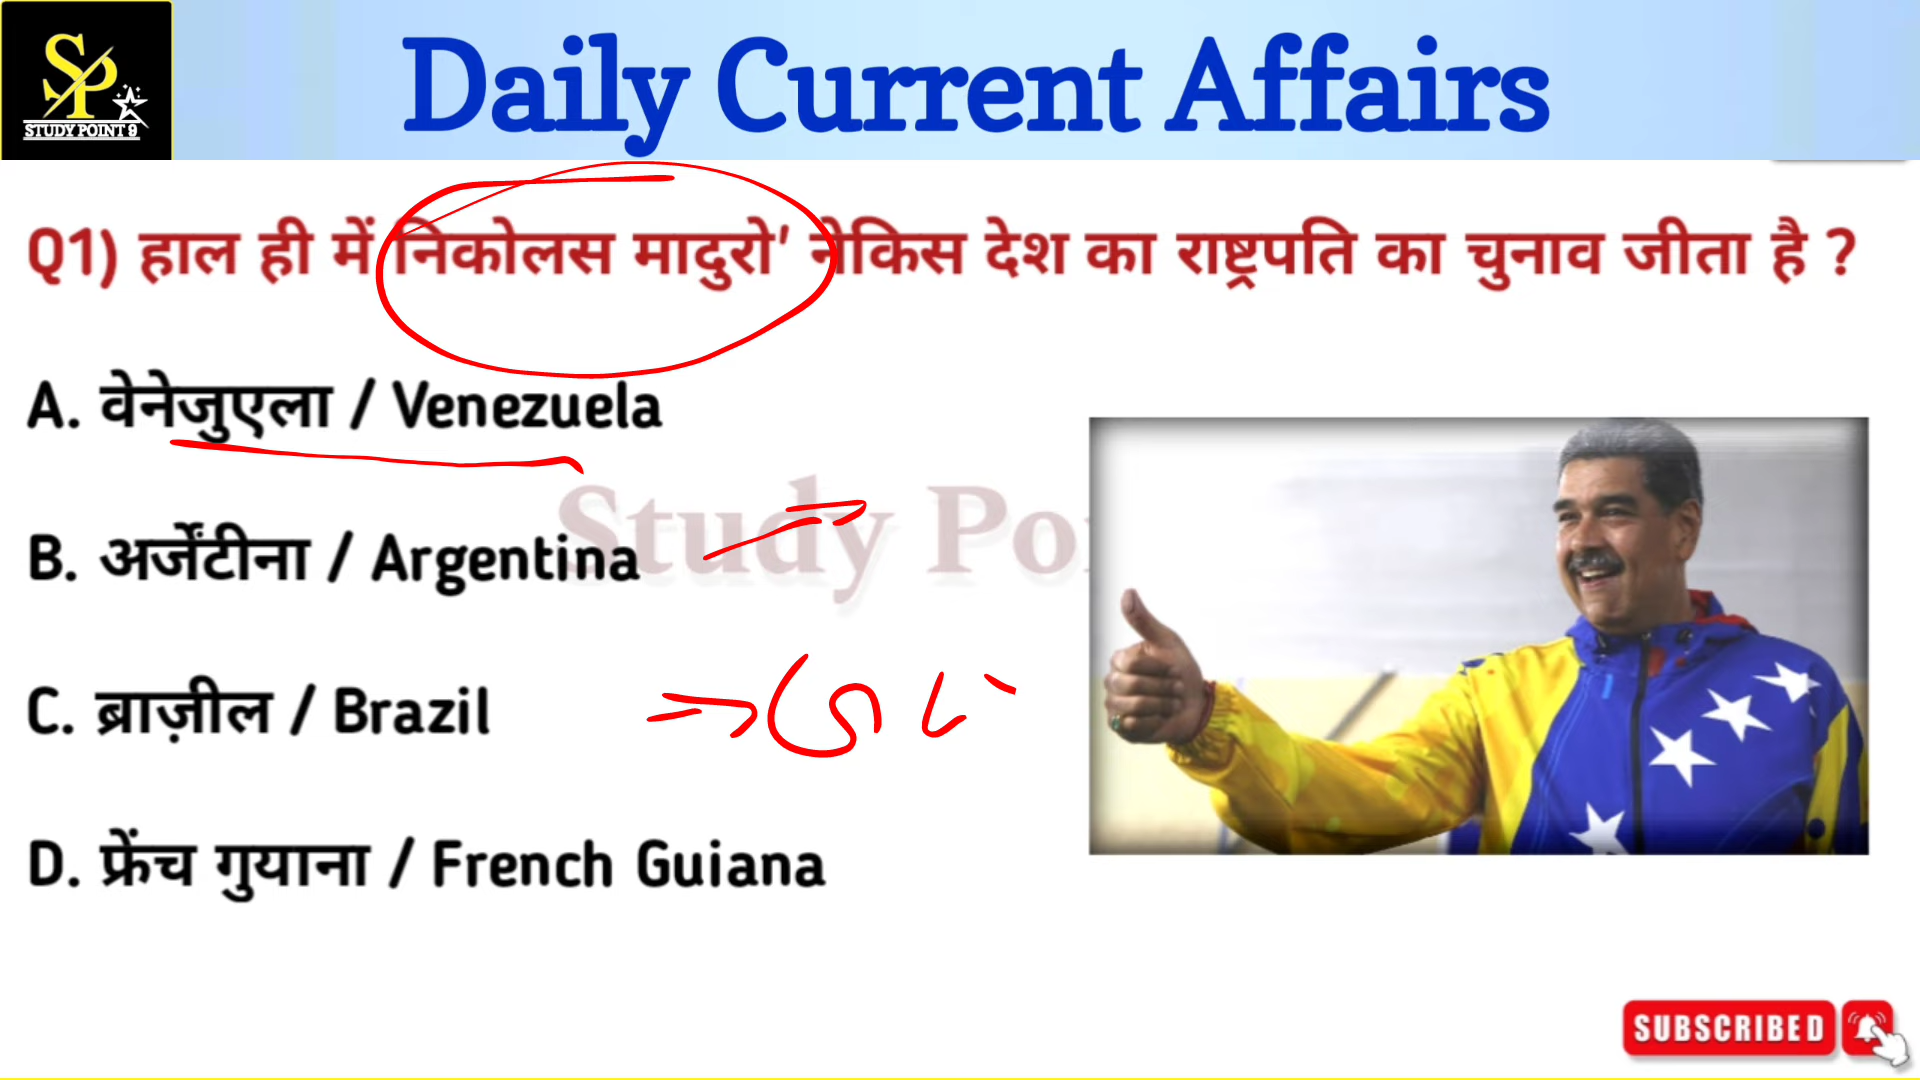 SP
STUDY POINT 9
Daily Current Affairs
Q1) हाल ही में निकोलस मादुरो' नेकिस देश का राष्ट्रपति का चुनाव जीता है ?
A. वेनेजुएला / Venezuela
B. अर्जेंटीना / Argentina
Study Po
C. ब्राज़ील / Brazil
D. फ्रेंच गुयाना / French Guiana
SUBSCRIBED